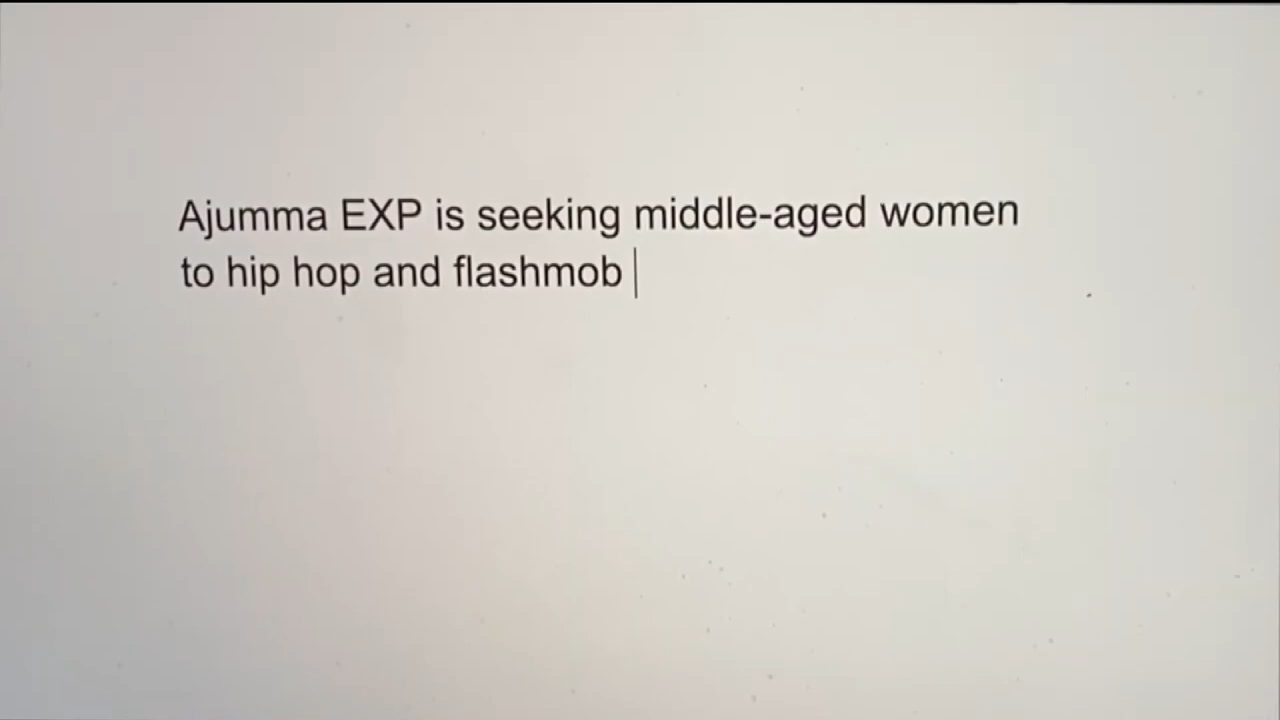 Ajumma EXP is seeking middle-aged women
to hip hop and flashmob